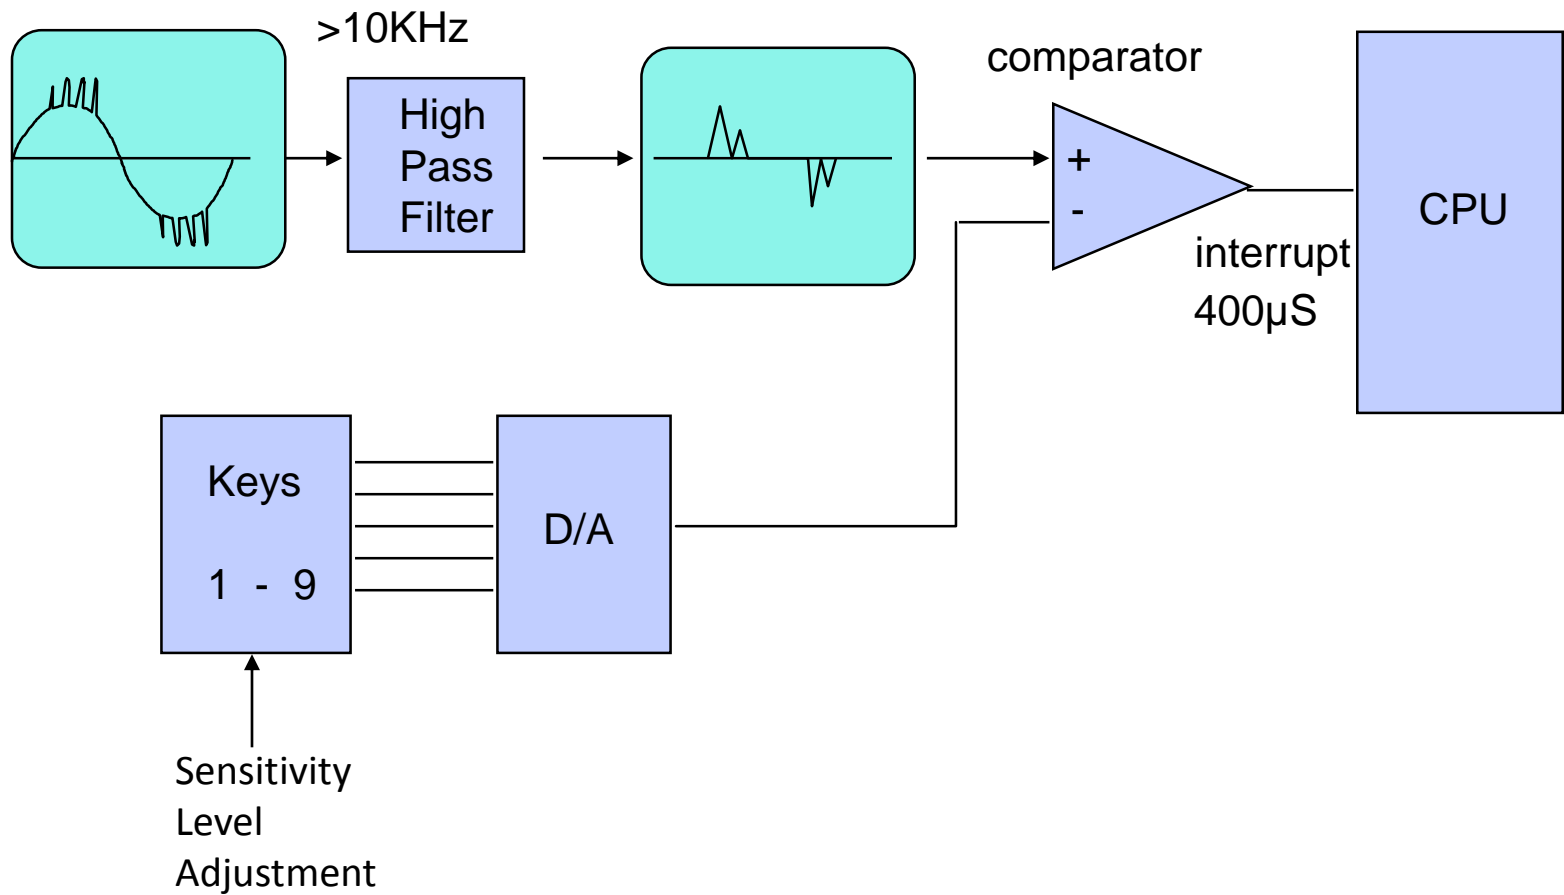 >10KHz
High
Pass
Filter
comparator
+
-
interrupt
400µS
CPU
Keys
1 - 9
D/A
Sensitivity
Level
Adjustment